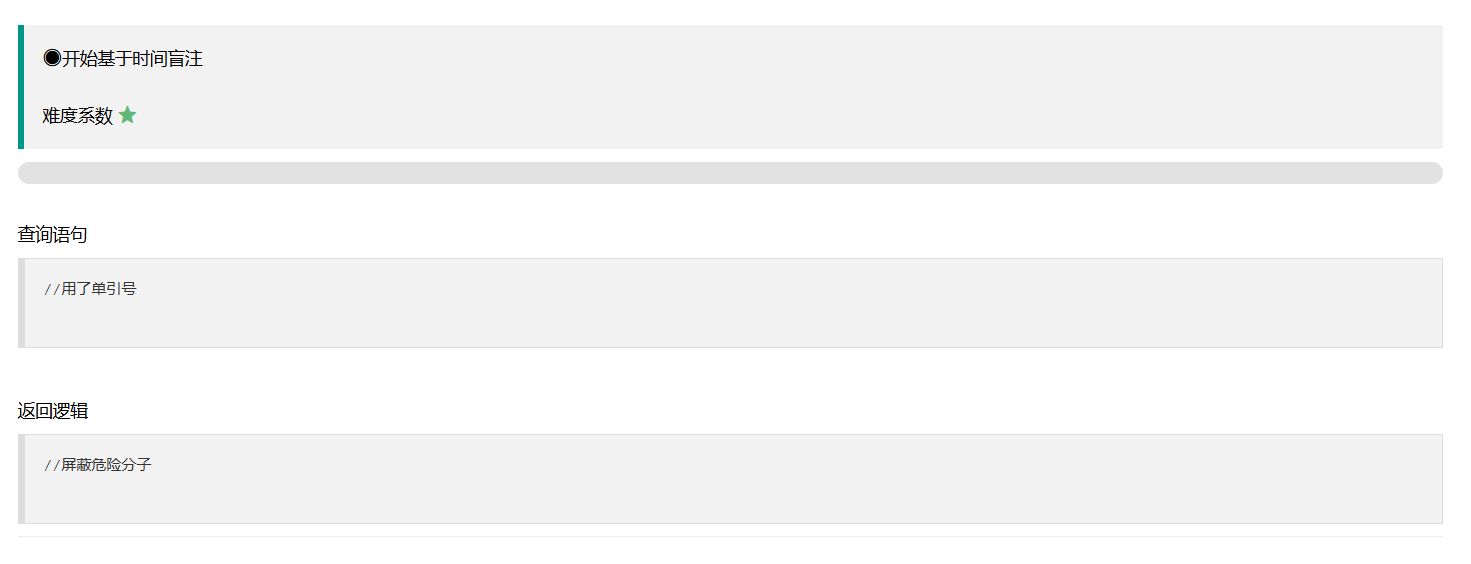 ◉开始基于时间盲注
难度系数 ★
查询语句
//用了单引号
返回逻辑
//屏蔽危险分子